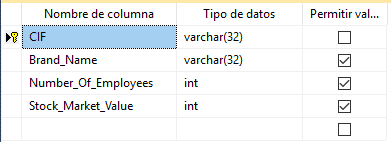 Nombre de columna Tipo de datos Permitir val...
CIF varchar(32)
Brand_Name varchar(32)
Number_Of_Employees int
Stock_Market_Value int